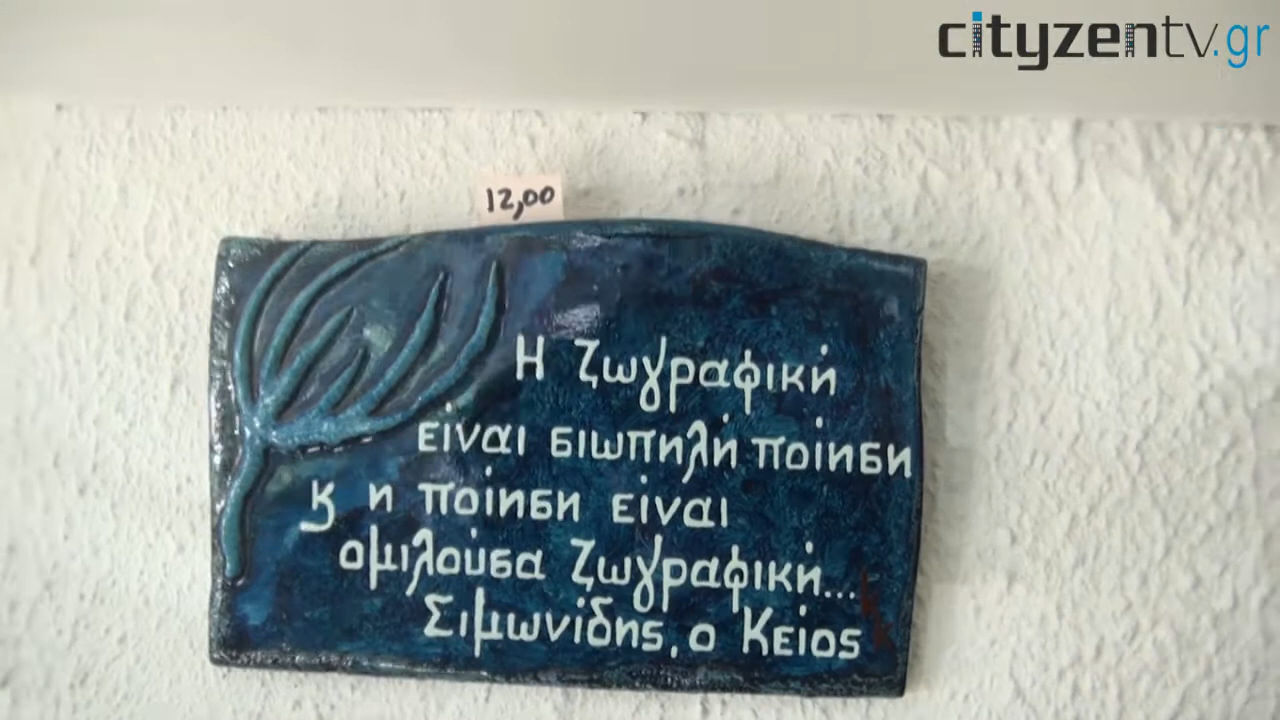 cityzentv.gr
12,00
Η ζωγραφική
είναι σιωπηλή ποίηση
ϗ η ποίηση είναι
ομιλούσα ζωγραφική...
Σιμωνίδης, ο Κείος